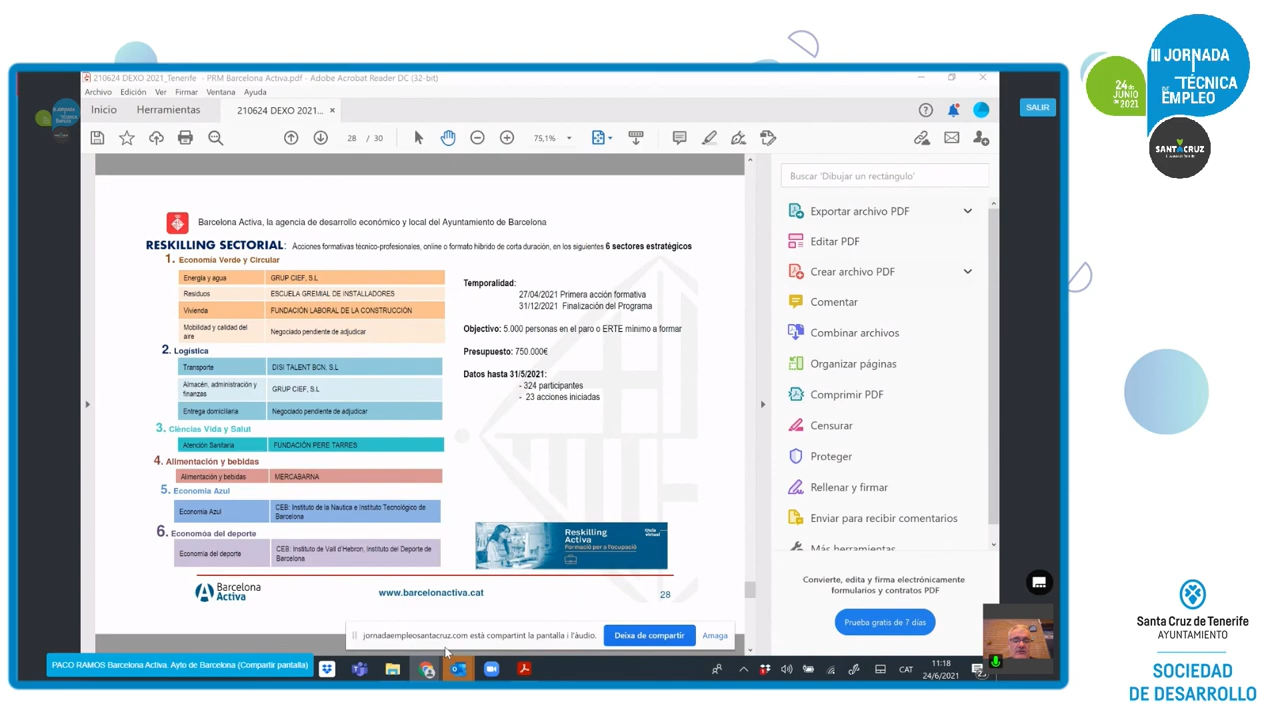 III JORNADA
TÉCNICA
DE EMPLEO
24 de
JUNIO
de 2021
SANTACRUZ
210624 DEXO 2021_Tenerife - PRM Barcelona Activa.pdf - Adobe Acrobat Reader DC (32-bit)
Archivo Edición Ver Firmar Ventana Ayuda
Inicio Herramientas 210624 DEXO 2021... ×
SALIR
28 / 30 75,1%
Buscar 'Dibujar un rectángulo'
Exportar archivo PDF
Editar PDF
Crear archivo PDF
Comentar
Combinar archivos
Organizar páginas
Comprimir PDF
Censurar
Proteger
Rellenar y firmar
Enviar para recibir comentarios
Más herramientas
Convierte, edita y firma electrónicamente
formularios y contratos PDF
Prueba gratis de 7 días
Barcelona Activa, la agencia de desarrollo económico y local del Ayuntamiento de Barcelona
RESKILLING SECTORIAL: Acciones formativas técnico-profesionales, online o formato híbrido de corta duración, en los siguientes 6 sectores estratégicos
1. Economía Verde y Circular
Energía y agua GRUP CIEF, S.L
Residuos ESCUELA GREMIAL DE INSTALLADORES
Vivienda FUNDACIÓN LABORAL DE LA CONSTRUCCIÓN
Mobilidad y calidad del
aire Negociado pendiente de adjudicar
2. Logística
Transporte DISI TALENT BCN, S.L
Almacén, administración y
finanzas GRUP CIEF, S.L
Entrega domiciliaria Negociado pendiente de adjudicar
3. Ciències Vida y Salut
Atención Sanitaria FUNDACIÓN PERE TARRES
4. Alimentación y bebidas
Alimentación y bebidas MERCABARNA
5. Economia Azul
Economia Azul CEB: Instituto de la Nautica e Instituto Tecnológico de
Barcelona
6. Economóa del deporte
Economía del deporte CEB: Instituto de Vall d'Hebron, Instituto del Deporte de
Barcelona
Temporalidad:
27/04/2021 Primera acción formativa
31/12/2021 Finalización del Programa
Objectivo: 5.000 personas en el paro o ERTE mínimo a formar
Presupuesto: 750.000€
Datos hasta 31/5/2021:
- 324 participantes
- 23 acciones iniciadas
Reskilling
Activa
Formació per a l'ocupació
Barcelona
Activa
www.barcelonactiva.cat
28
jornadaempleosantacruz.com està compartint la pantalla i l'àudio. Deixa de compartir Amaga
PACO RAMOS Barcelona Activa. Ayto de Barcelona (Compartir pantalla)
CAT
11:18
24/6/2021
Santa Cruz de Tenerife
AYUNTAMIENTO
SOCIEDAD
DE DESARROLLO